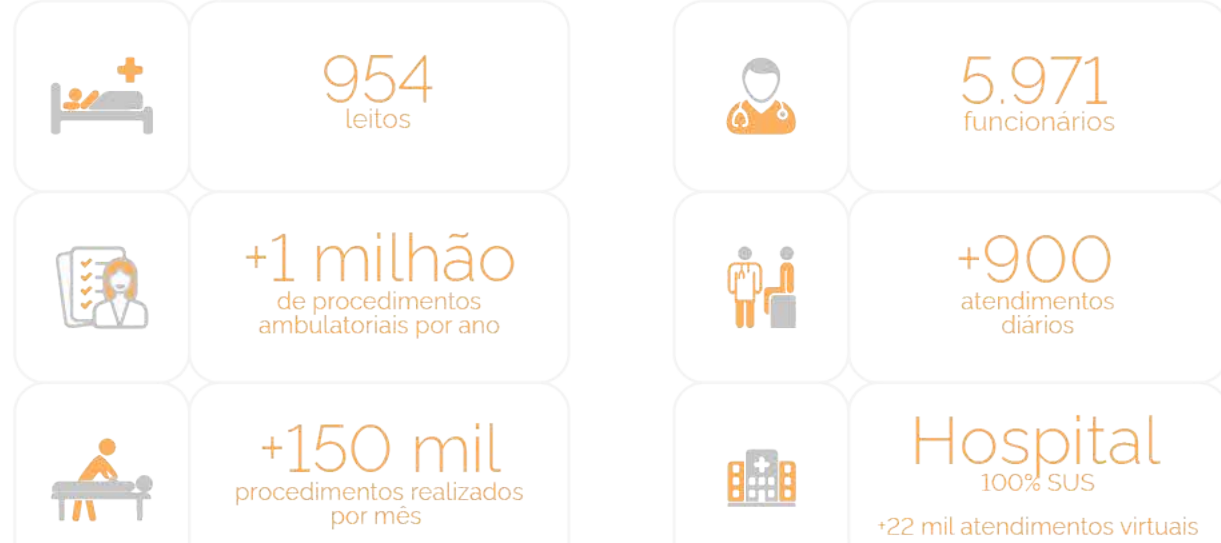 954
leitos
5.971
funcionários
+1 milhão
de procedimentos
ambulatoriais por ano
+900
atendimentos
diários
+150 mil
procedimentos realizados
por mês
Hospital
100% SUS
+22 mil atendimentos virtuais